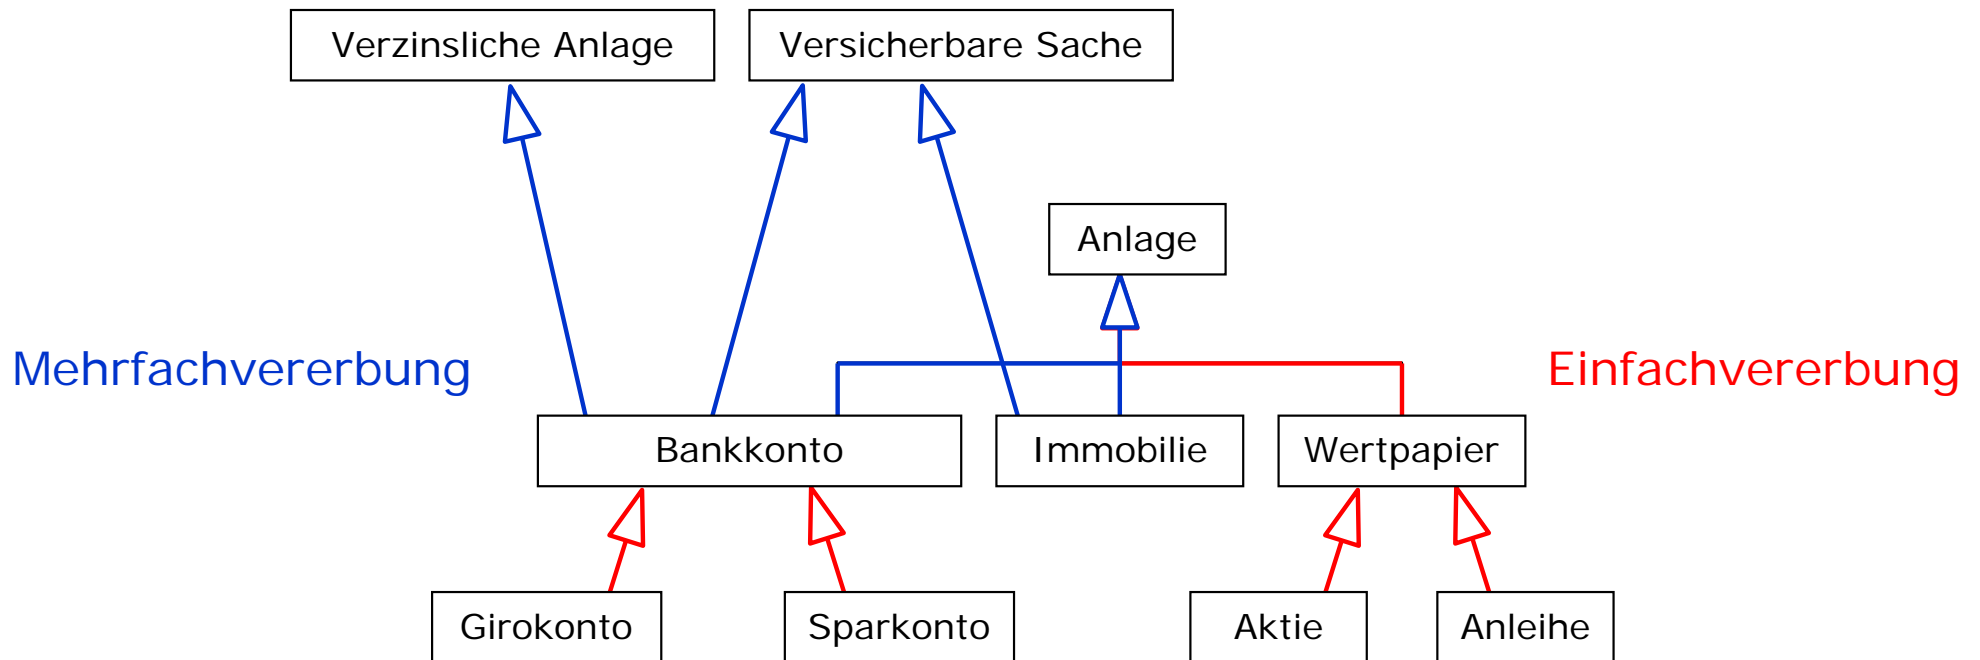 Verzinsliche Anlage
Versicherbare Sache
Anlage
Mehrfachvererbung
Einfachvererbung
Bankkonto
Immobilie
Wertpapier
Girokonto
Sparkonto
Aktie
Anleihe